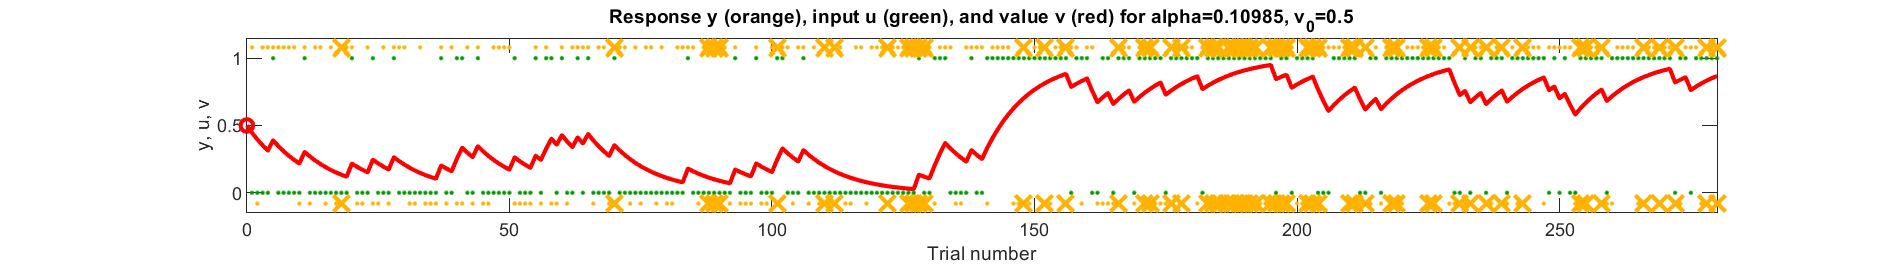 Response y (orange), input u (green), and value v (red) for alpha=0.10985, v₀=0.5
y, u, v
1
0.5
0
0 50 100 150 200 250
Trial number